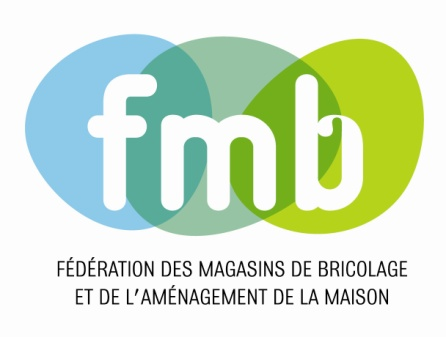 fmb
FÉDÉRATION DES MAGASINS DE BRICOLAGE
ET DE L'AMÉNAGEMENT DE LA MAISON